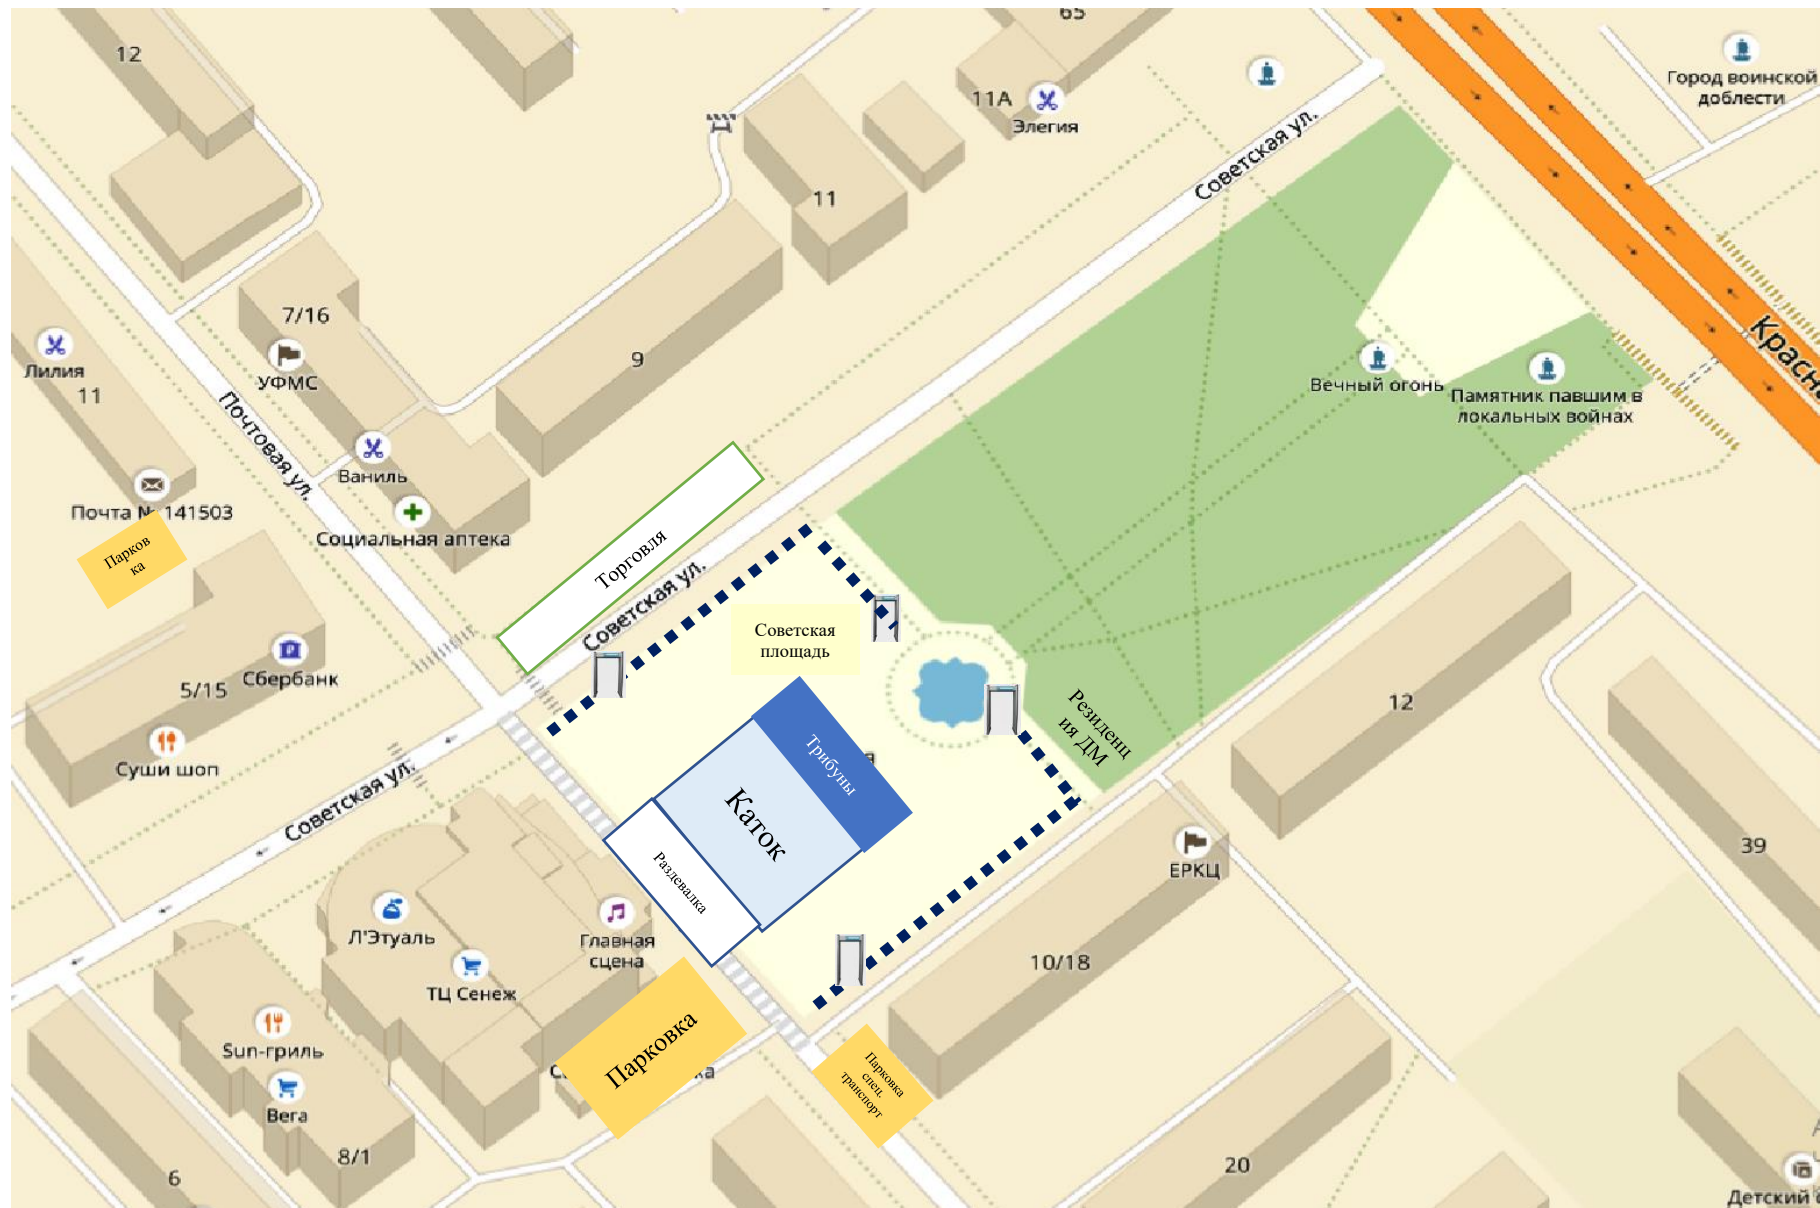 12
65
Город воинской
доблести
11А
Элегия
Советская ул.
11
7/16
УФМС
9
Лилия
11
Почтовая ул.
Вечный огонь
Памятник павшим в
локальных войнах
Ваниль
Почта № 141503
Социальная аптека
Парков
ка
Торговля
Советская ул.
Советская
площадь
Сбербанк
5/15
Суши шоп
Советская ул.
Резиденц
ия ДМ
12
Трибуны
Каток
Раздевалка
ЕРКЦ
39
Л'Этуаль
Главная
сцена
ТЦ Сенеж
10/18
Sun-гриль
Парковка
Парковка
спец.
транспорт
Вега
8/1
6
20
Детский